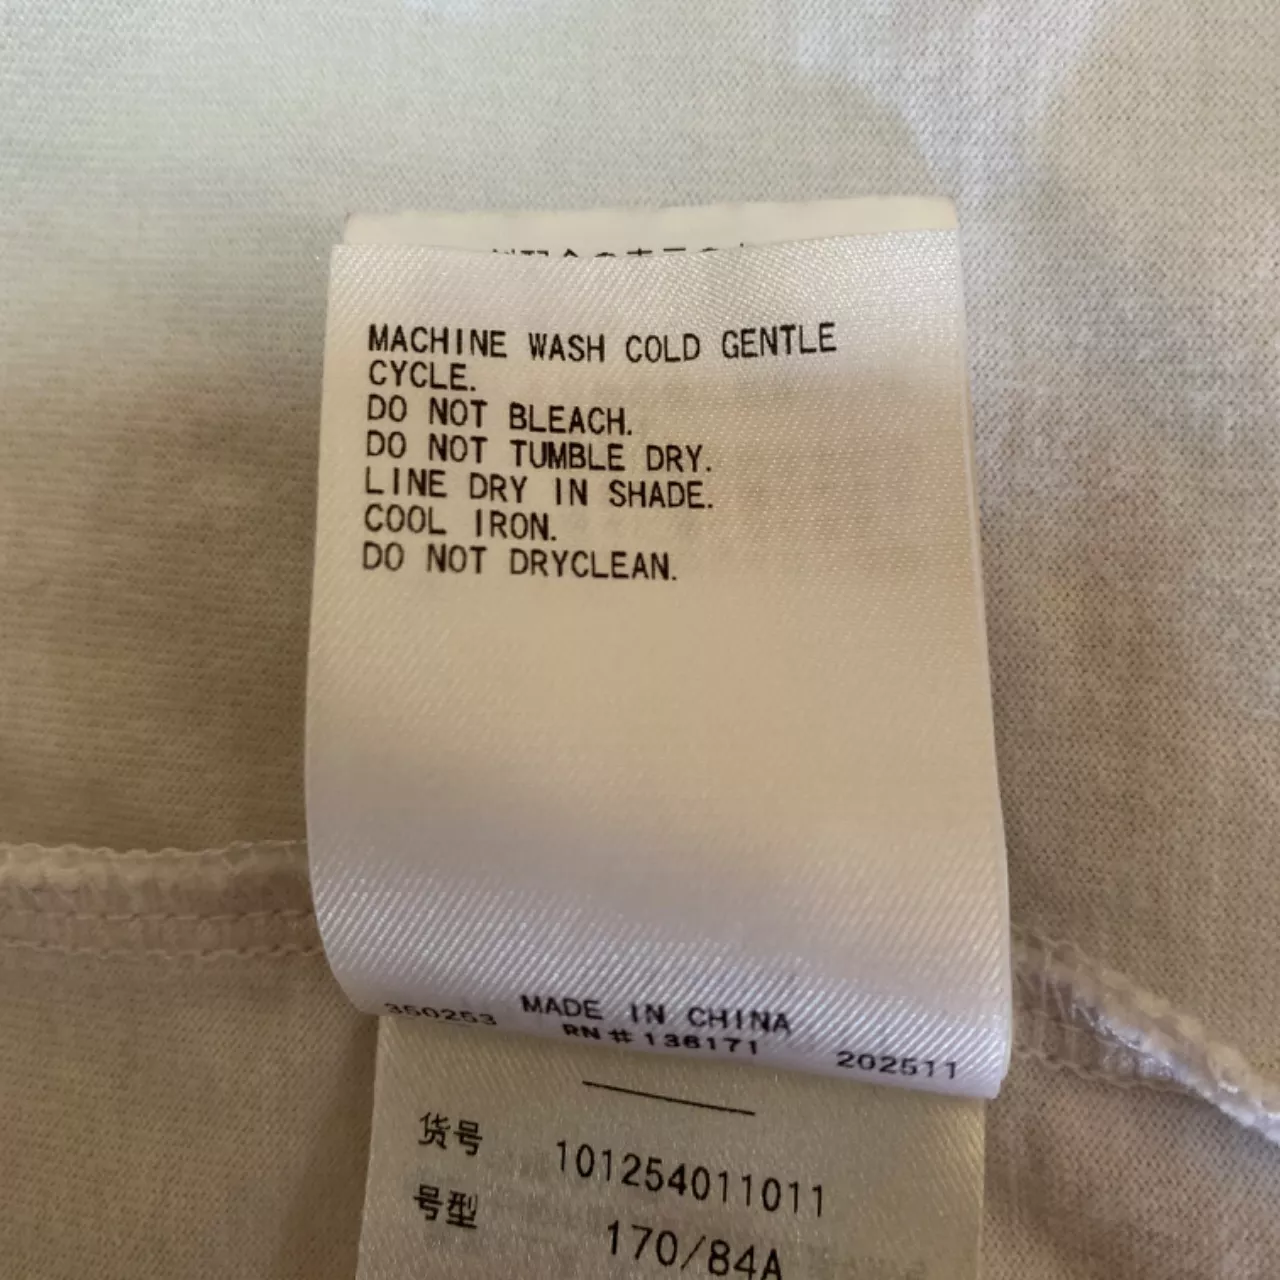 MACHINE WASH COLD GENTLE
CYCLE.
DO NOT BLEACH.
DO NOT TUMBLE DRY.
LINE DRY IN SHADE.
COOL IRON.
DO NOT DRYCLEAN.
MADE IN CHINA
350253 RN#136171 202511
货号 101254011011
号型 170/84A